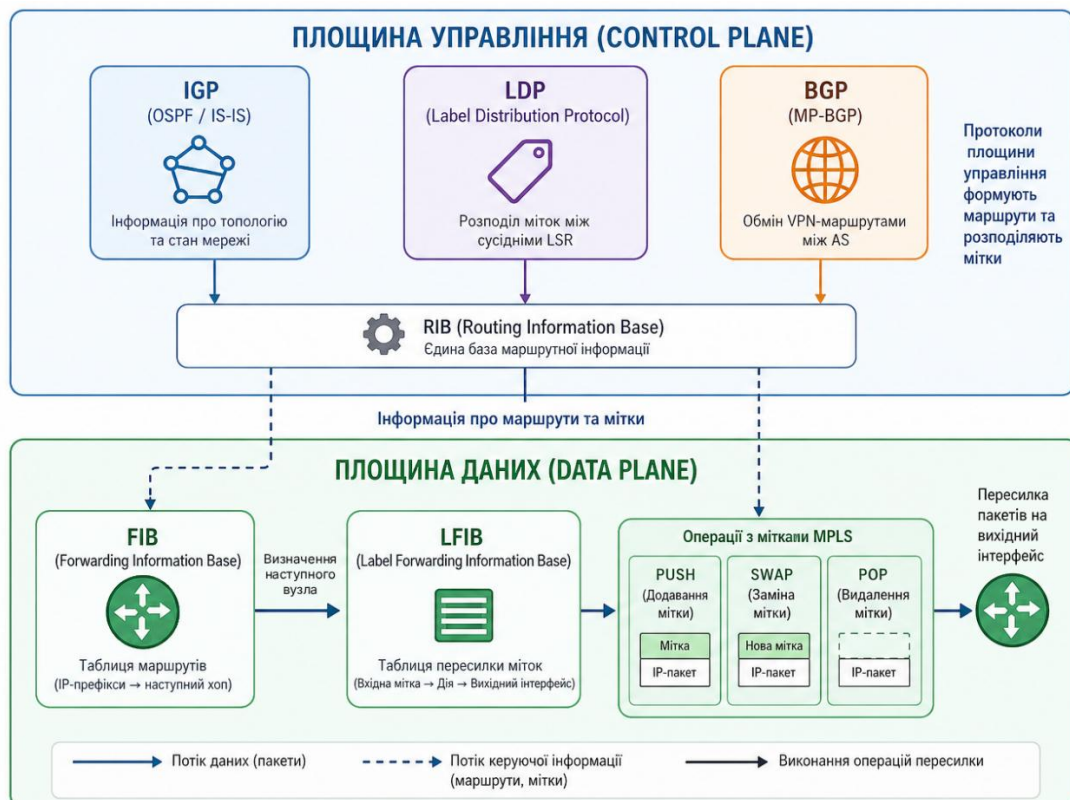 ПЛОЩИНА УПРАВЛІННЯ (CONTROL PLANE)
IGP
(OSPF / IS-IS)
Інформація про топологію
та стан мережі
LDP
(Label Distribution Protocol)
Розподіл міток між
сусідніми LSR
BGP
(MP-BGP)
Обмін VPN-маршрутами
між AS
Протоколи
площини
управління
формують
маршрути та
розподіляють
мітки
RIB (Routing Information Base)
Єдина база маршрутної інформації
Інформація про маршрути та мітки
ПЛОЩИНА ДАНИХ (DATA PLANE)
FIB
(Forwarding Information Base)
Таблиця маршрутів
(IP-префікси → наступний хоп)
Визначення
наступного
вузла
LFIB
(Label Forwarding Information Base)
Таблиця пересилки міток
(Вхідна мітка → Дія → Вихідний інтерфейс)
Операції з мітками MPLS
PUSH
(Додавання
мітки)
Мітка
IP-пакет
SWAP
(Заміна
мітки)
Нова мітка
IP-пакет
POP
(Видалення
мітки)
IP-пакет
Пересилка
пакетів на
вихідний
інтерфейс
Потік даних (пакети)
Потік керуючої інформації
(маршрути, мітки)
Виконання операцій пересилки